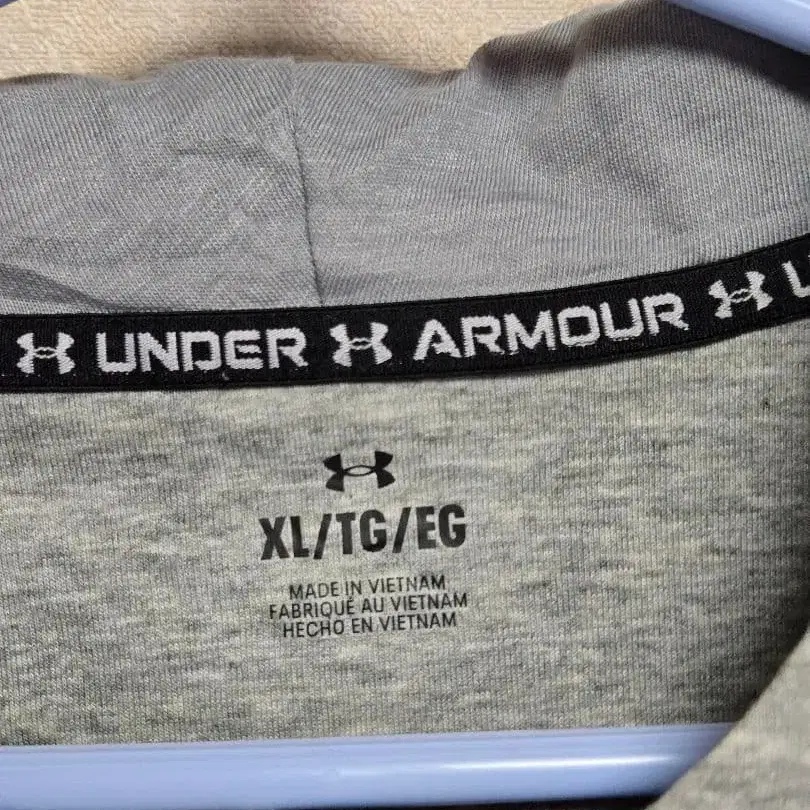 UNDER ARMOUR U
XL/TG/EG
MADE IN VIETNAM
FABRIQUÉ AU VIETNAM
HECHO EN VIETNAM